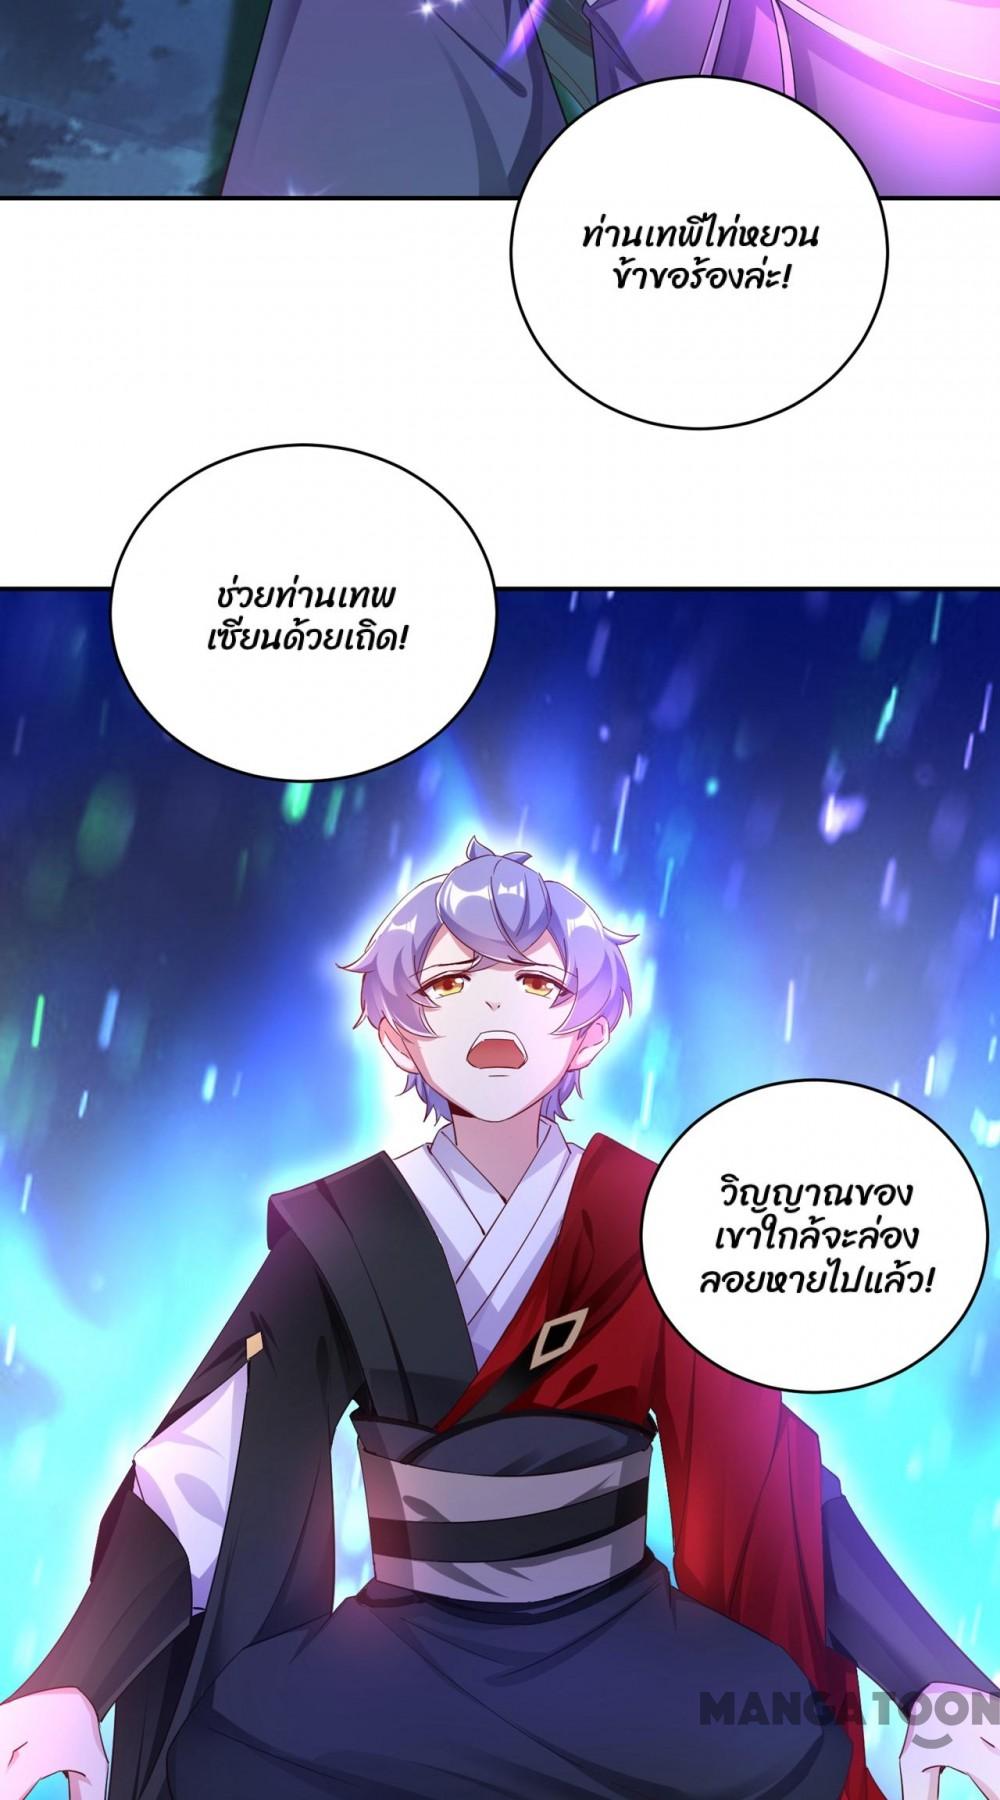 ท่านเทพีไท่หยวน
ข้าขอร้องล่ะ!
ช่วยท่านเทพ
เซียนด้วยเถิด!
วิญญาณของ
เขาใกล้จะล่อง
ลอยหายไปแล้ว!
MANGATOON